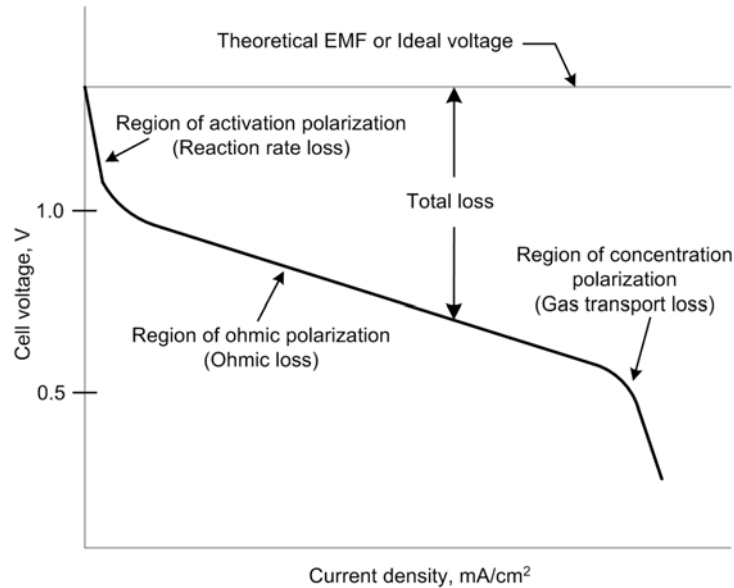 Theoretical EMF or Ideal voltage
Region of activation polarization
(Reaction rate loss)
Total loss
1.0
Cell voltage, V
Region of concentration
polarization
(Gas transport loss)
Region of ohmic polarization
(Ohmic loss)
0.5
Current density, mA/cm²